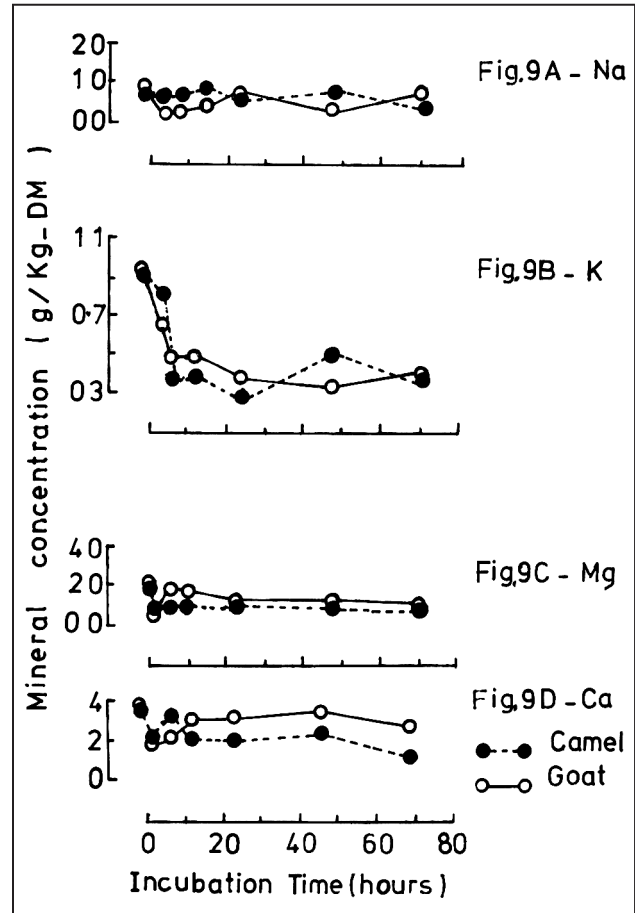 Mineral concentration (g/Kg-DM)
20
10
00
Fig.9A - Na
11
0.7
0.3
Fig.9B - K
40
20
00
Fig.9C - Mg
4
2
0
Fig.9D - Ca
Camel
Goat
0 20 40 60 80
Incubation Time (hours)